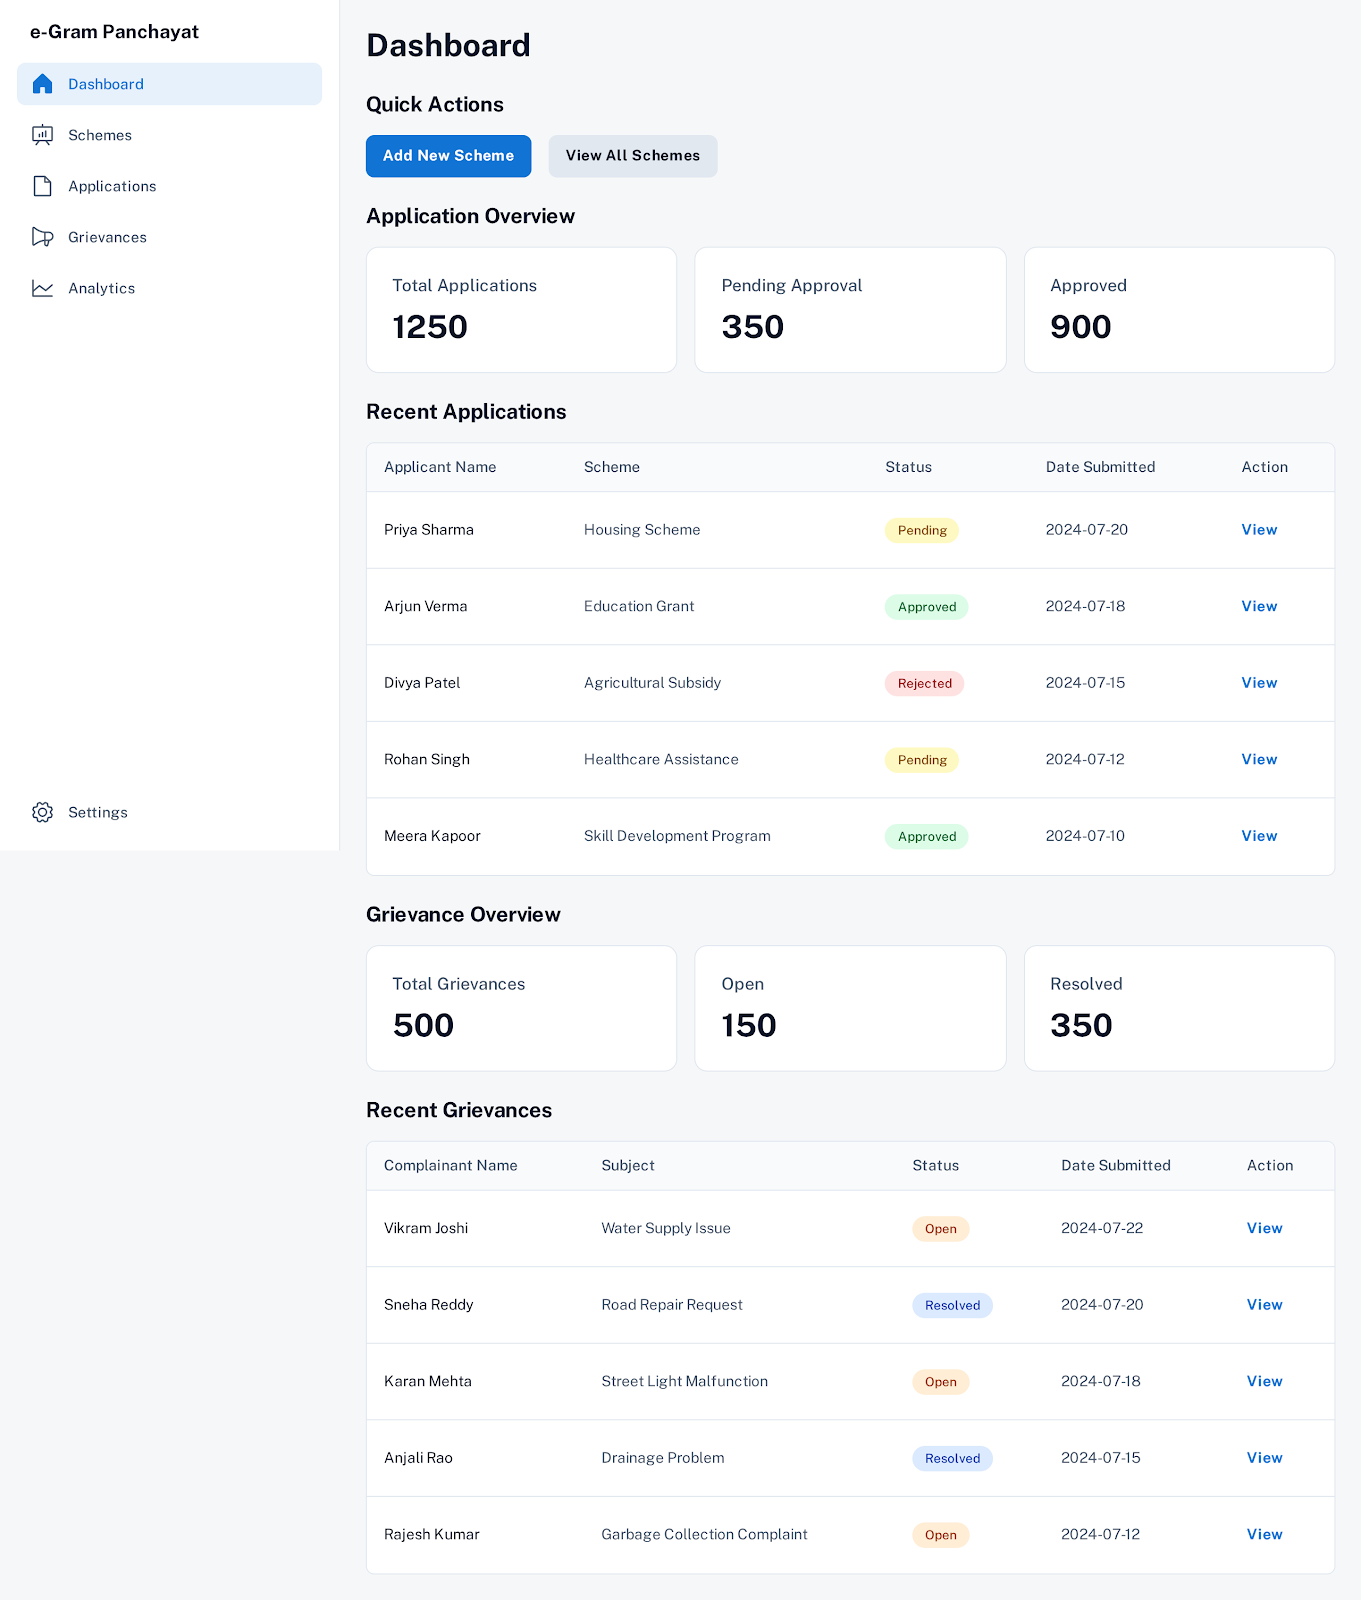 e-Gram Panchayat
Dashboard
Schemes
Applications
Grievances
Analytics
Settings
Dashboard
Quick Actions
Add New Scheme View All Schemes
Application Overview
Total Applications Pending Approval Approved
1250 350 900
Recent Applications
Applicant Name Scheme Status Date Submitted Action
Priya Sharma Housing Scheme Pending 2024-07-20 View
Arjun Verma Education Grant Approved 2024-07-18 View
Divya Patel Agricultural Subsidy Rejected 2024-07-15 View
Rohan Singh Healthcare Assistance Pending 2024-07-12 View
Meera Kapoor Skill Development Program Approved 2024-07-10 View
Grievance Overview
Total Grievances Open Resolved
500 150 350
Recent Grievances
Complainant Name Subject Status Date Submitted Action
Vikram Joshi Water Supply Issue Open 2024-07-22 View
Sneha Reddy Road Repair Request Resolved 2024-07-20 View
Karan Mehta Street Light Malfunction Open 2024-07-18 View
Anjali Rao Drainage Problem Resolved 2024-07-15 View
Rajesh Kumar Garbage Collection Complaint Open 2024-07-12 View